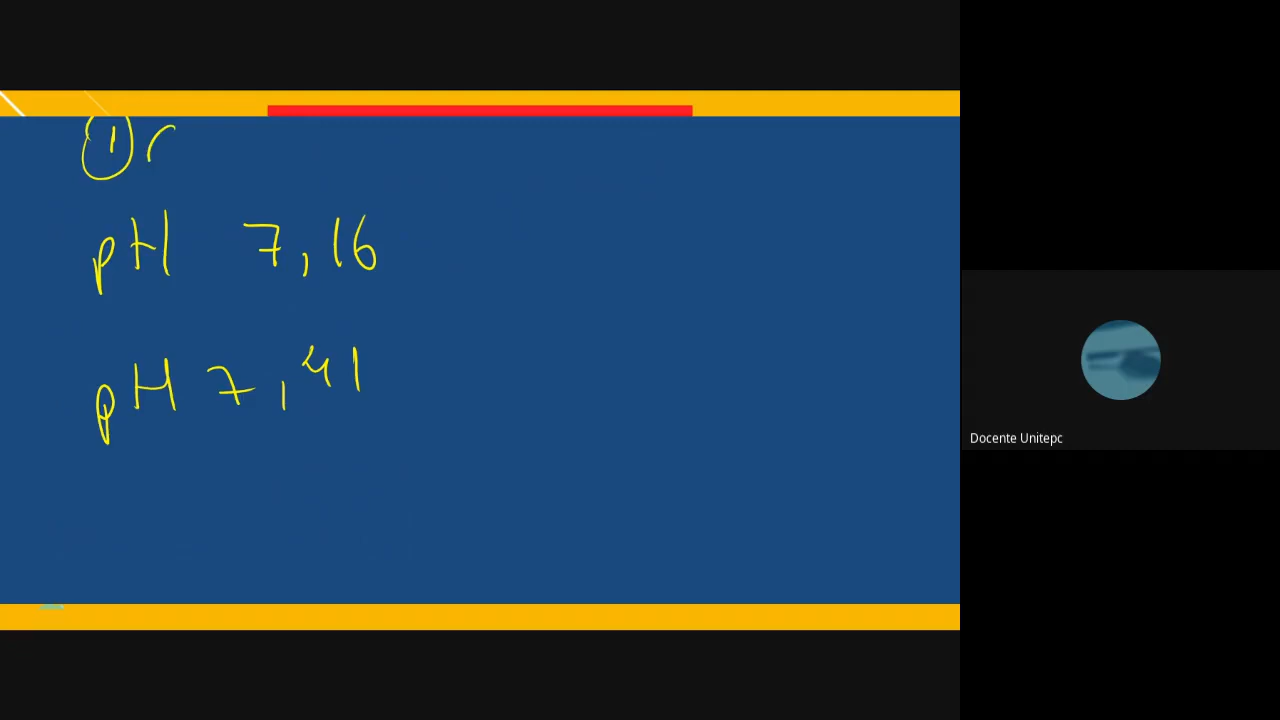 ① r
pH 7,16
pH 7,41
Docente Unitepc